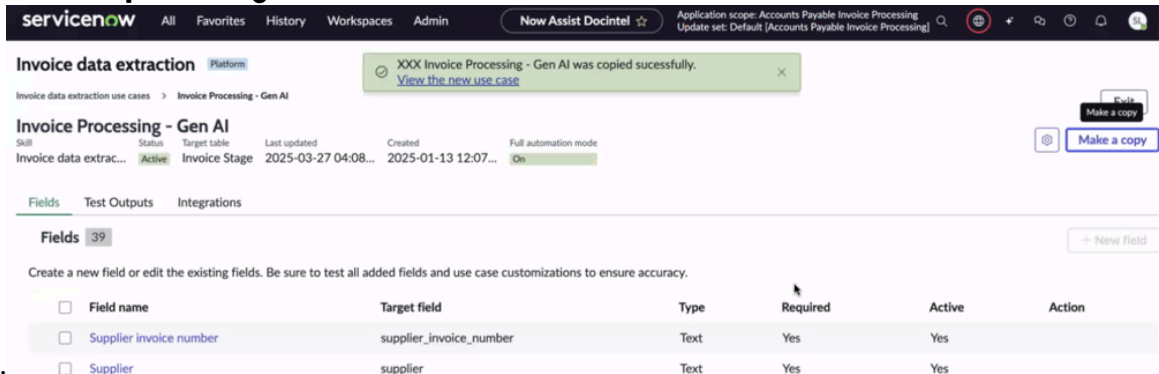 servicenow All Favorites History Workspaces Admin Now Assist Docintel ☆ Application scope: Accounts Payable Invoice Processing
Update set: Default [Accounts Payable Invoice Processing] SL
Invoice data extraction Platform
XXX Invoice Processing - Gen AI was copied sucessfully.
View the new use case
Invoice data extraction use cases > Invoice Processing - Gen AI
Exit
Make a copy
Invoice Processing - Gen AI
Skill Status Target table Last updated Created Full automation mode
Invoice data extrac... Active Invoice Stage 2025-03-27 04:08... 2025-01-13 12:07... On
Make a copy
Fields Test Outputs Integrations
Fields 39
+ New field
Create a new field or edit the existing fields. Be sure to test all added fields and use case customizations to ensure accuracy.
Field name Target field Type Required Active Action
Supplier invoice number supplier_invoice_number Text Yes Yes
Supplier supplier Text Yes Yes